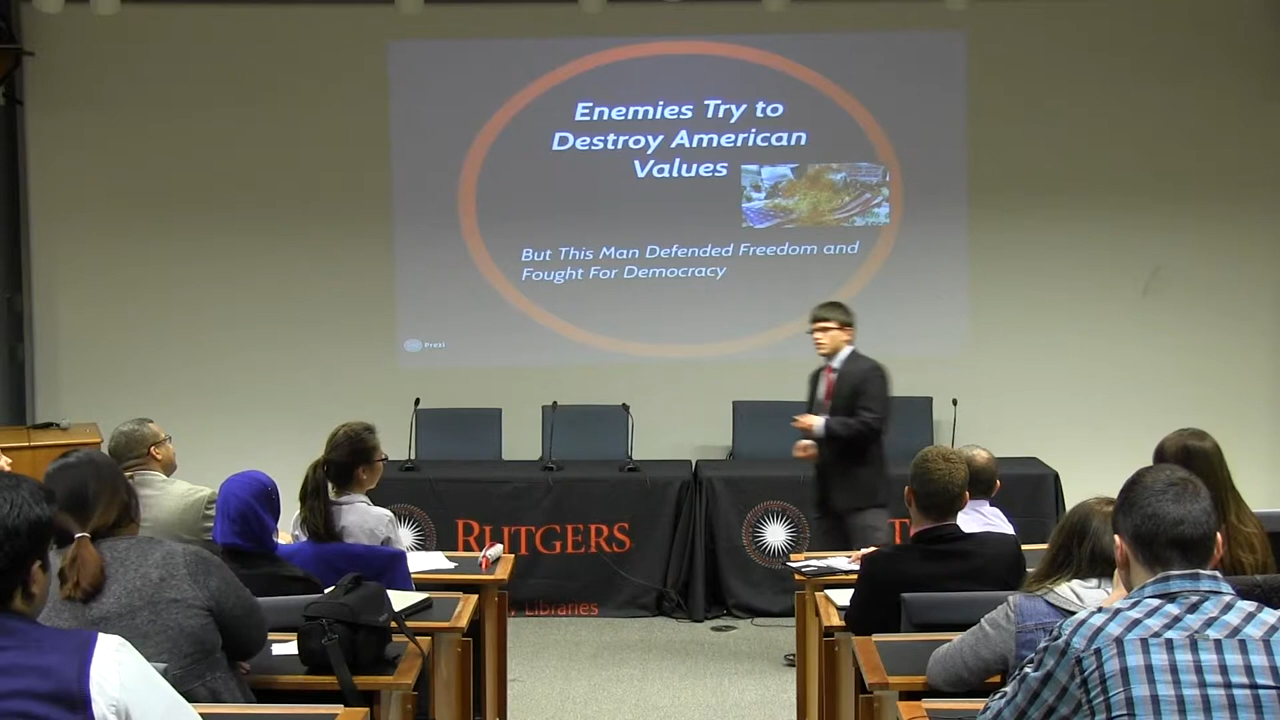 Enemies Try to
Destroy American
Values
But This Man Defended Freedom and
Fought For Democracy
Prezi
RUTGERS
Libraries